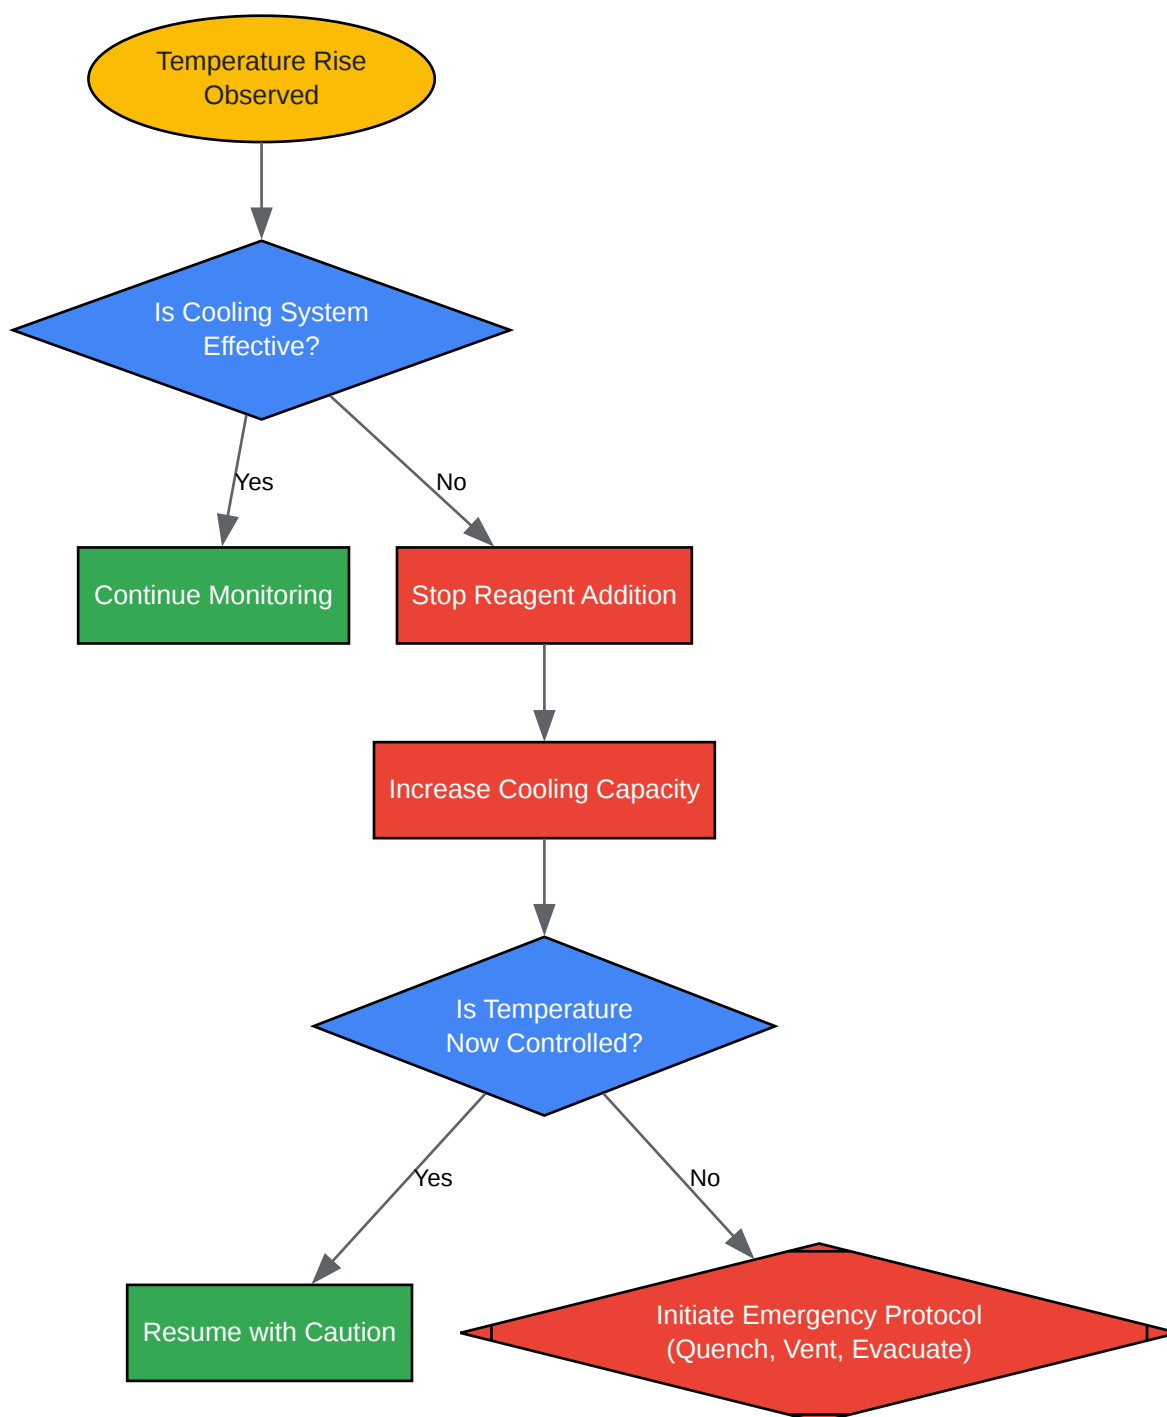 Temperature Rise
Observed
Is Cooling System
Effective?
Yes
No
Continue Monitoring
Stop Reagent Addition
Increase Cooling Capacity
Is Temperature
Now Controlled?
Yes
No
Resume with Caution
Initiate Emergency Protocol
(Quench, Vent, Evacuate)